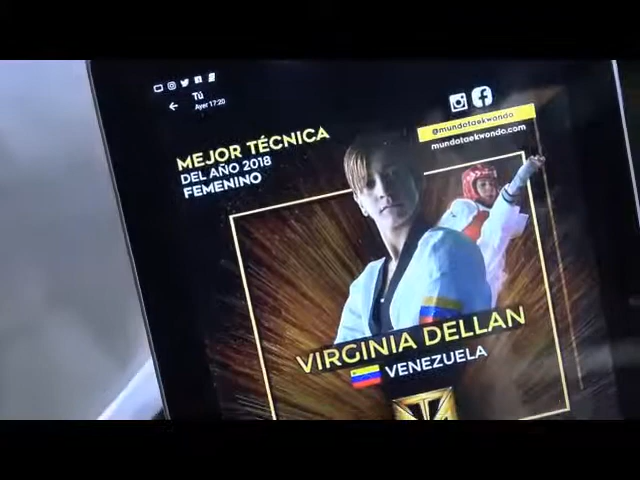 Tú
Ayer 17:20
@mundotaekwondo
mundotaekwondo.com
MEJOR TÉCNICA
DEL AÑO 2018
FEMENINO
VIRGINIA DELLAN
VENEZUELA